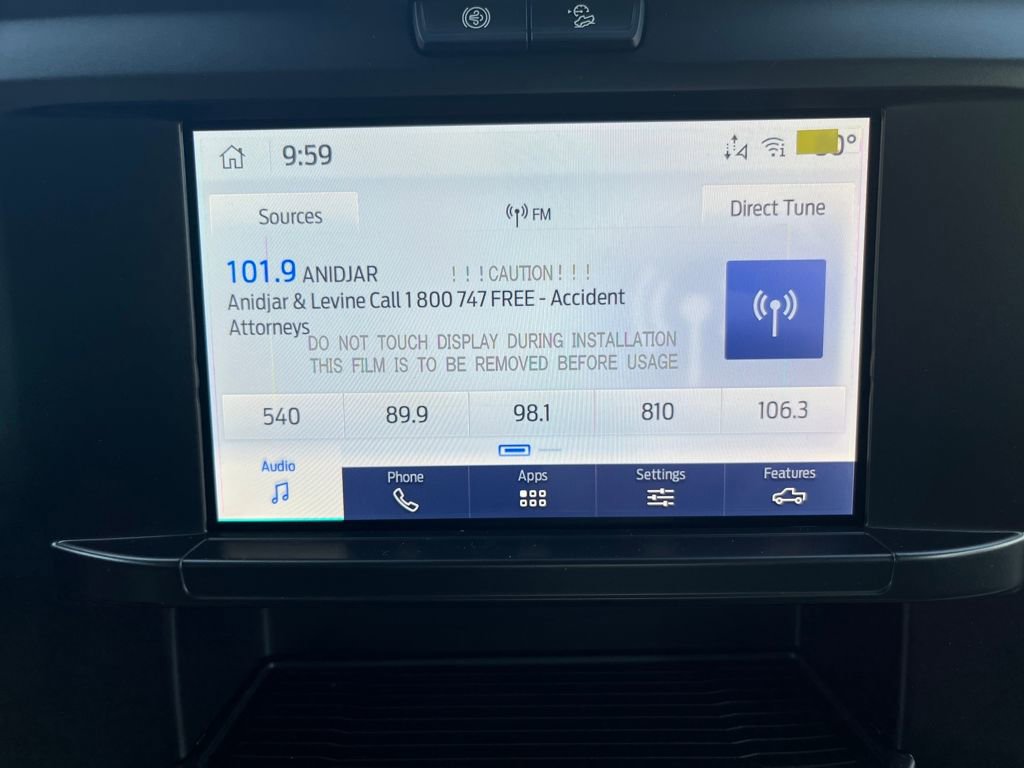 9:59
Sources
FM
Direct Tune
101.9 ANIDJAR
!!!CAUTION!!!
Anidjar & Levine Call 1 800 747 FREE - Accident
Attorneys
DO NOT TOUCH DISPLAY DURING INSTALLATION
THIS FILM IS TO BE REMOVED BEFORE USAGE
540 89.9 98.1 810 106.3
Audio Phone Apps Settings Features